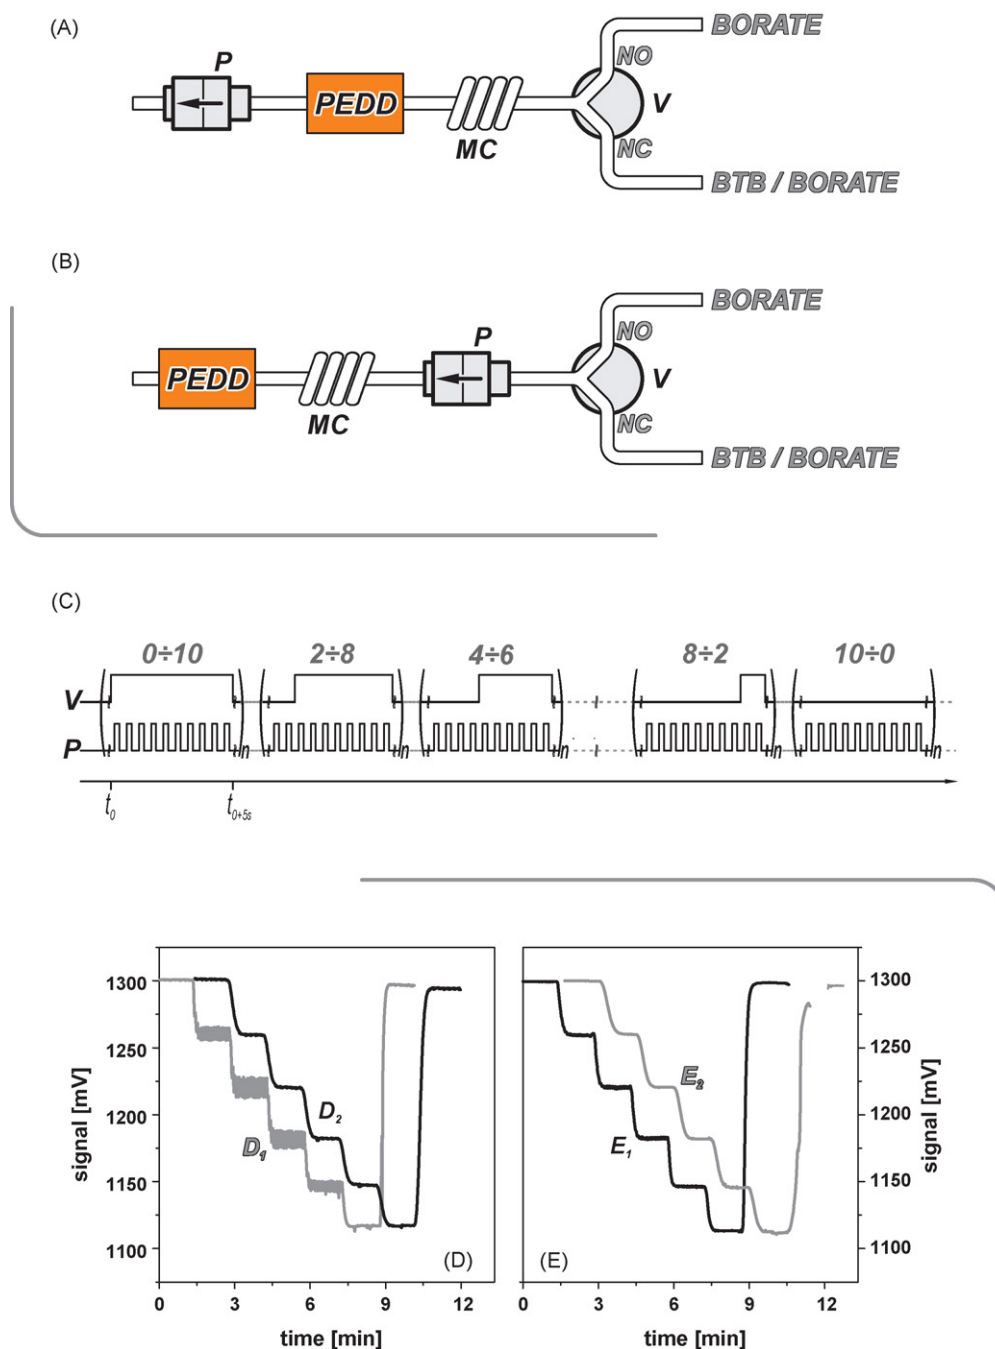 (A)
P
PEDD
MC
V
NO
NC
BORATE
BTB / BORATE
(B)
PEDD
MC
P
V
NO
NC
BORATE
BTB / BORATE
(C)
0÷10 2÷8 4÷6 8÷2 10÷0
V
P n n n n n
t0 t0+5s
1300
1250
1200
1150
1100
signal [mV]
D1
D2
(D)
0 3 6 9 12
time [min]
E1
E2
(E)
0 3 6 9 12
time [min]
1300
1250
1200
1150
1100
signal [mV]